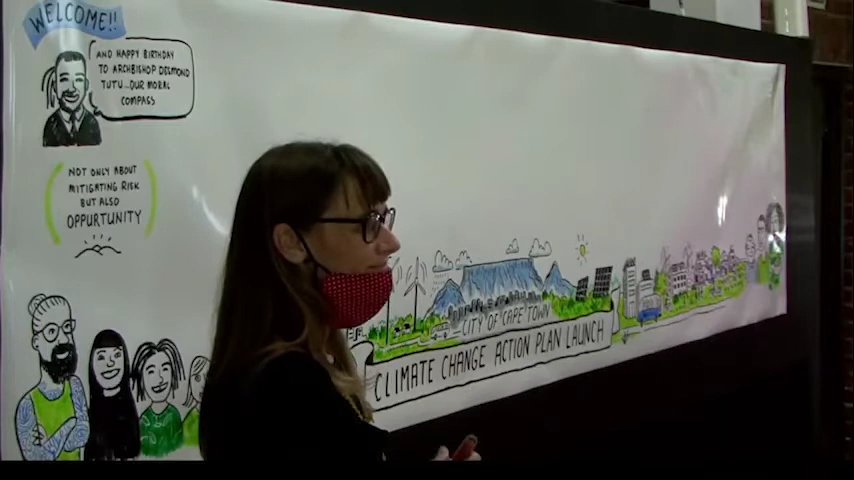 WELCOME!!
AND HAPPY BIRTHDAY
TO ARCHBISHOP DELMOND
TUTU...OUR MORAL
COMPASS
NOT ONLY ABOUT
MITIGATING RISK
BUT ALSO
OPPURTUNITY
CITY OF CAPE TOWN
CLIMATE CHANGE ACTION PLAN LAUNCH